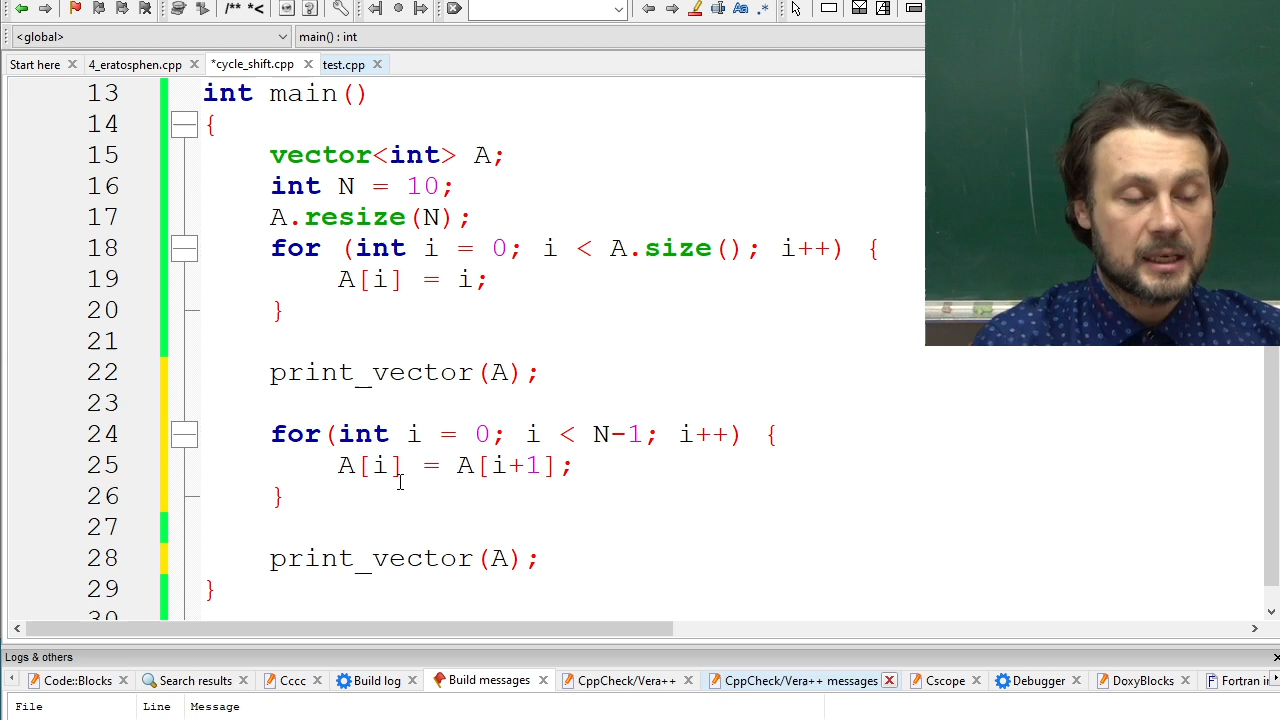 /** *<
<global>
main() : int
Start here
4_eratosphen.cpp
*cycle_shift.cpp
test.cpp
13 int main()
14 {
15 vector<int> A;
16 int N = 10;
17 A.resize(N);
18 for (int i = 0; i < A.size(); i++) {
19 A[i] = i;
20 }
21
22 print_vector(A);
23
24 for(int i = 0; i < N-1; i++) {
25 A[i] = A[i+1];
26 }
27
28 print_vector(A);
29 }
30
Logs & others
Code::Blocks
Search results
Cccc
Build log
Build messages
CppCheck/Vera++
CppCheck/Vera++ messages
Cscope
Debugger
DoxyBlocks
Fortran in
File Line Message